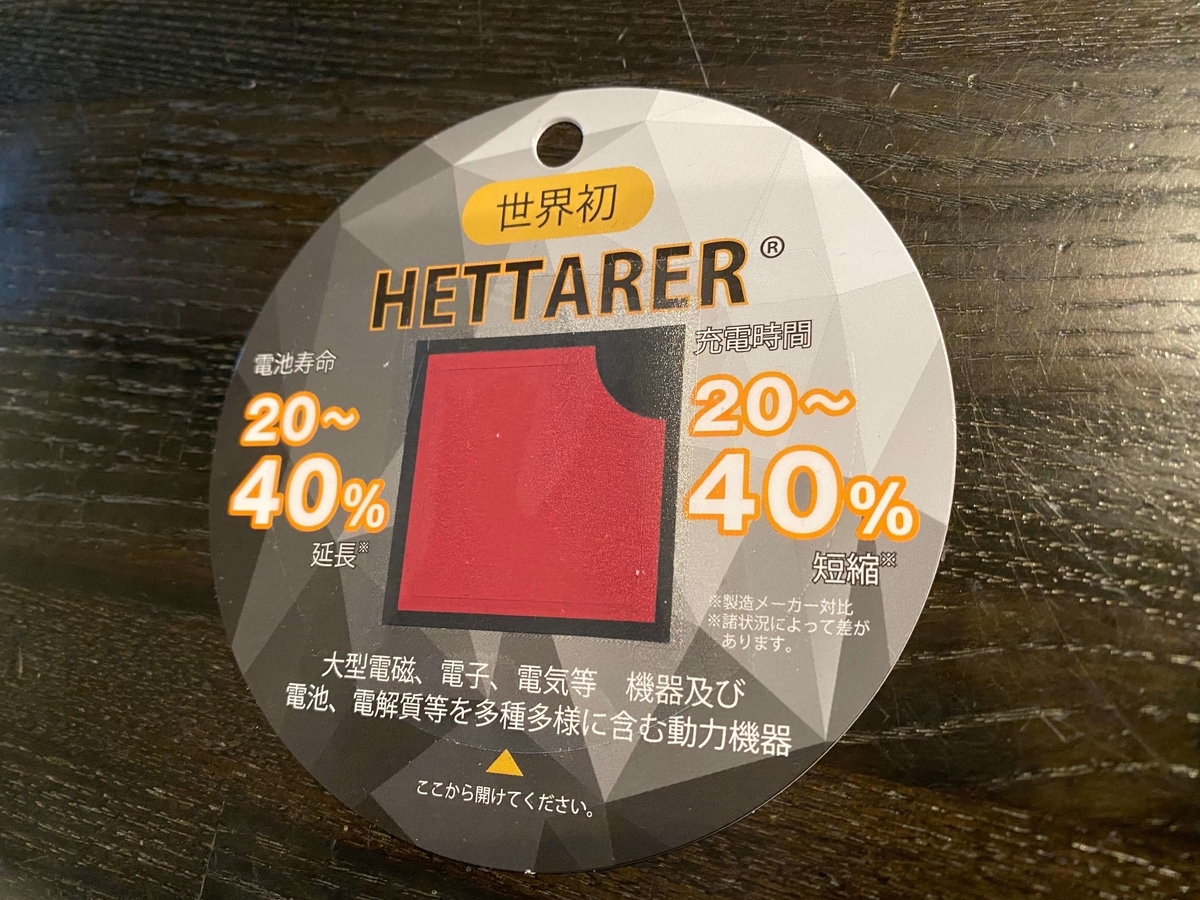 世界初
HETTARER®
電池寿命
20～
40%
延長※
充電時間
20～
40%
短縮※
※製造メーカー対比
※諸状況によって差が
あります。
大型電磁、電子、電気等　機器及び
電池、電解質等を多種多様に含む動力機器
ここから開けてください。